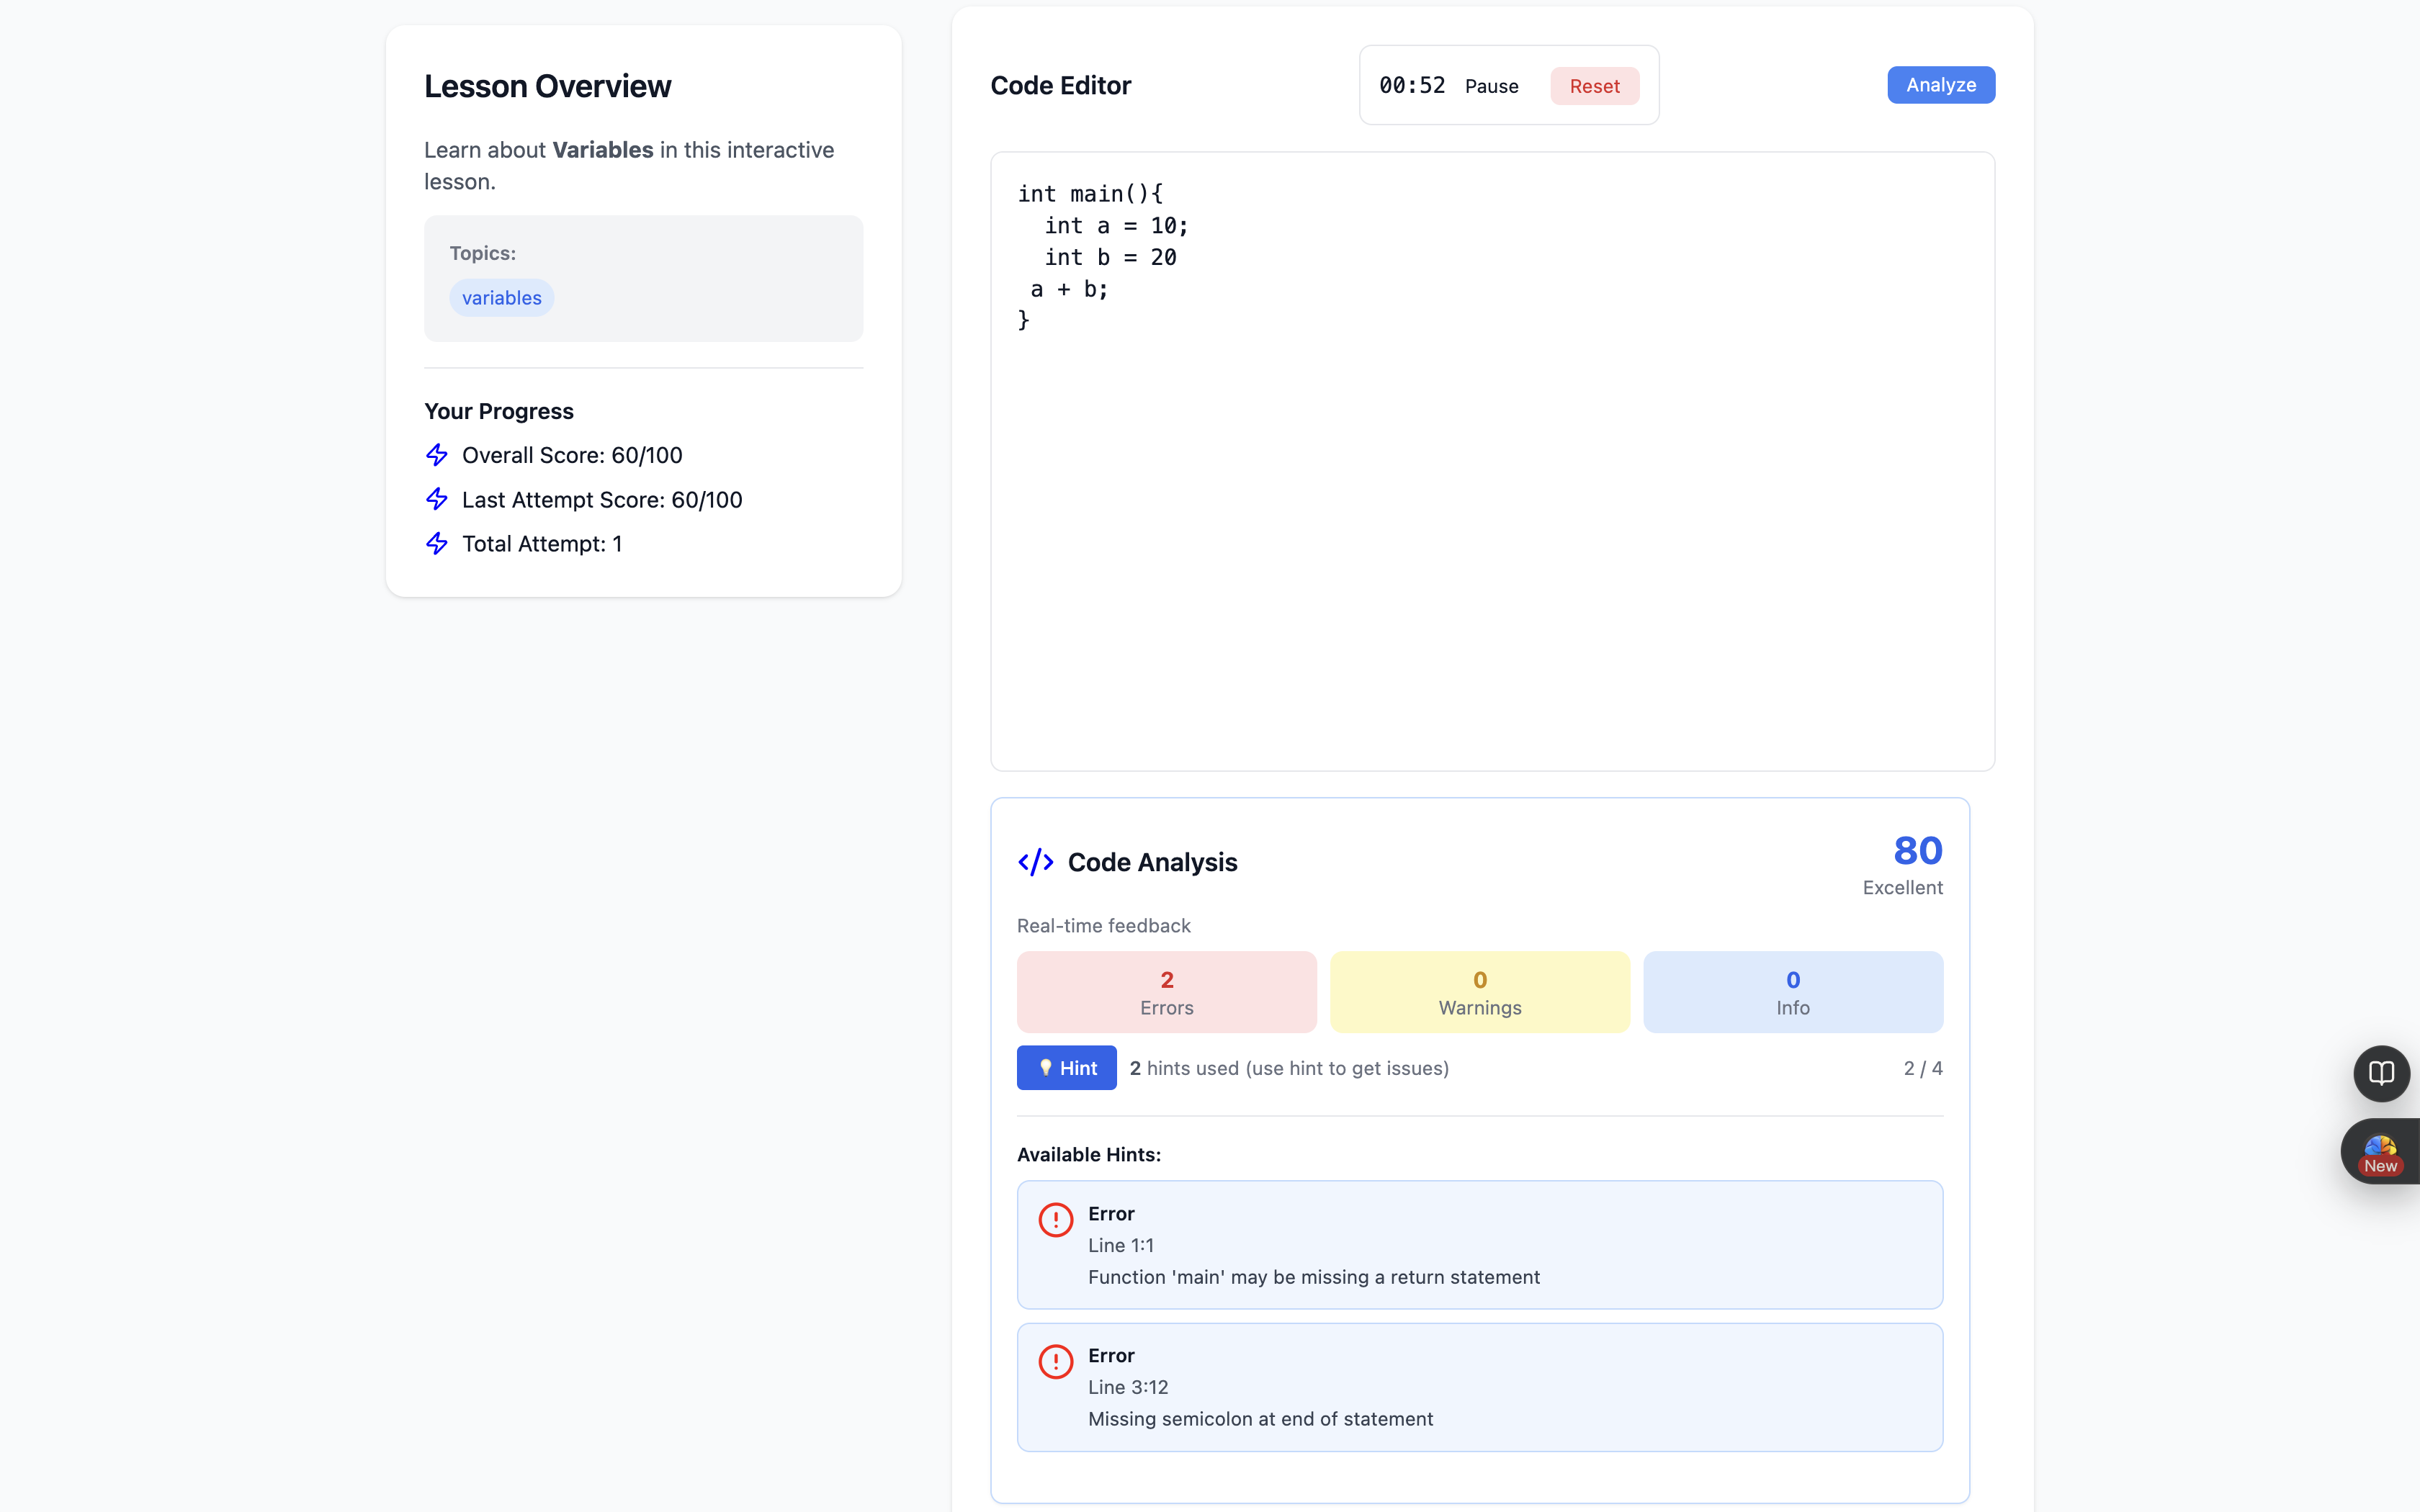 Lesson Overview
Learn about Variables in this interactive
lesson.
Topics:
variables
Your Progress
Overall Score: 60/100
Last Attempt Score: 60/100
Total Attempt: 1
Code Editor
00:52 Pause Reset
Analyze
int main(){
  int a = 10;
  int b = 20
 a + b;
}
Code Analysis
80
Excellent
Real-time feedback
2
Errors
0
Warnings
0
Info
Hint
2 hints used (use hint to get issues)
2 / 4
Available Hints:
Error
Line 1:1
Function 'main' may be missing a return statement
Error
Line 3:12
Missing semicolon at end of statement
New